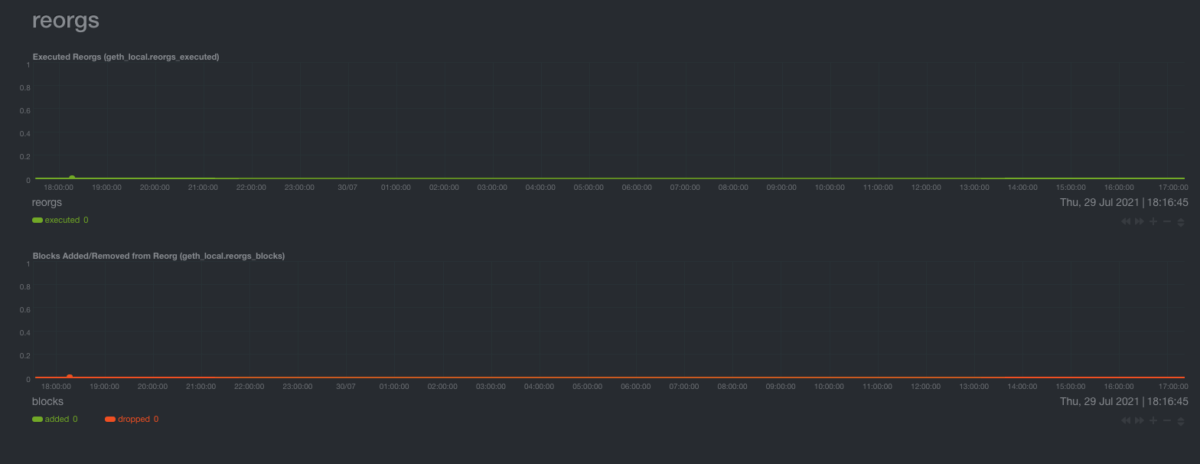 reorgs
Executed Reorgs (geth_local.reorgs_executed)
1
0.8
0.6
0.4
0.2
0
18:00:00 19:00:00 20:00:00 21:00:00 22:00:00 23:00:00 30/07 01:00:00 02:00:00 03:00:00 04:00:00 05:00:00 06:00:00 07:00:00 08:00:00 09:00:00 10:00:00 11:00:00 12:00:00 13:00:00 14:00:00 15:00:00 16:00:00 17:00:00
reorgs Thu, 29 Jul 2021 | 18:16:45
executed 0
Blocks Added/Removed from Reorg (geth_local.reorgs_blocks)
1
0.8
0.6
0.4
0.2
0
18:00:00 19:00:00 20:00:00 21:00:00 22:00:00 23:00:00 30/07 01:00:00 02:00:00 03:00:00 04:00:00 05:00:00 06:00:00 07:00:00 08:00:00 09:00:00 10:00:00 11:00:00 12:00:00 13:00:00 14:00:00 15:00:00 16:00:00 17:00:00
blocks Thu, 29 Jul 2021 | 18:16:45
added 0 dropped 0